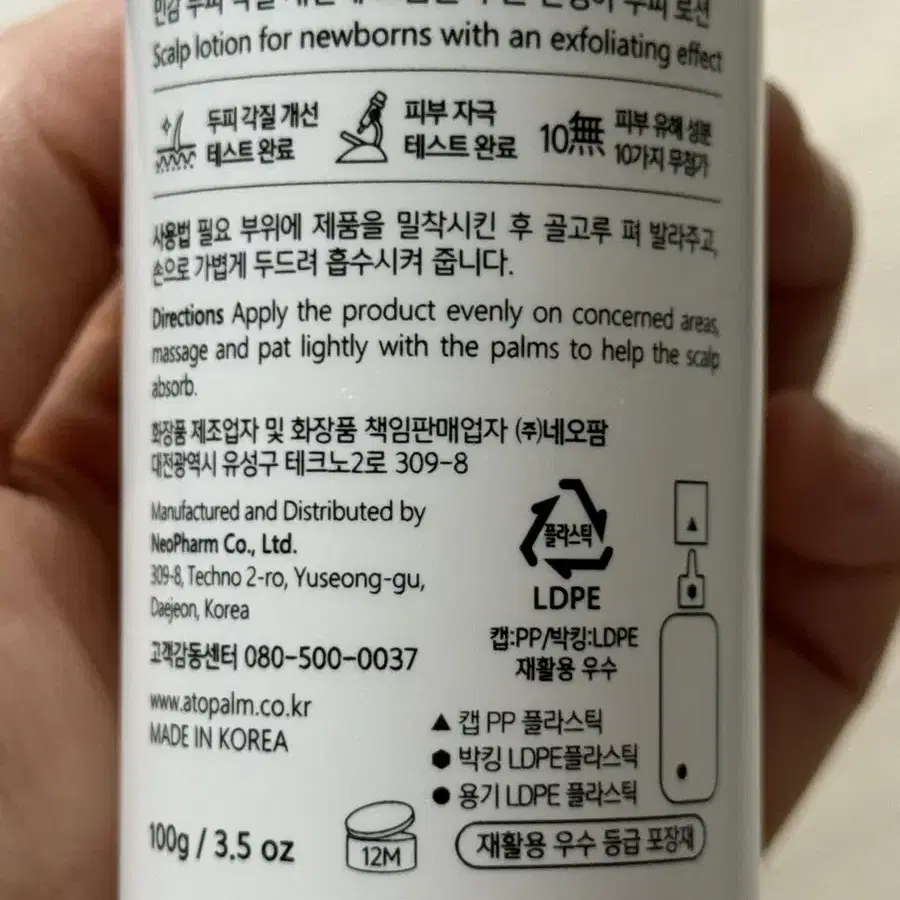 Scalp lotion for newborns with an exfoliating effect
두피 각질 개선
테스트 완료
피부 자극
테스트 완료
10無
피부 유해 성분
10가지 무첨가
사용법 필요 부위에 제품을 밀착시킨 후 골고루 펴 발라주고,
손으로 가볍게 두드려 흡수시켜 줍니다.
Directions Apply the product evenly on concerned areas,
massage and pat lightly with the palms to help the scalp
absorb.
화장품 제조업자 및 화장품 책임판매업자 (주)네오팜
대전광역시 유성구 테크노2로 309-8
Manufactured and Distributed by
NeoPharm Co., Ltd.
309-8, Techno 2-ro, Yuseong-gu,
Daejeon, Korea
고객감동센터 080-500-0037
www.atopalm.co.kr
MADE IN KOREA
100g / 3.5 oz
12M
플라스틱
LDPE
캡:PP/박킹:LDPE
재활용 우수
▲ 캡 PP 플라스틱
⬢ 박킹 LDPE플라스틱
● 용기 LDPE 플라스틱
재활용 우수 등급 포장재